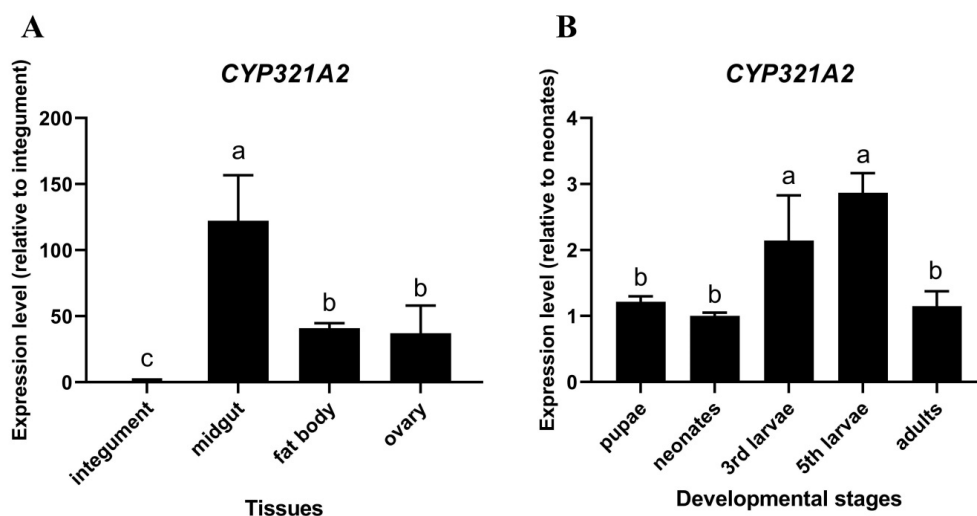 A
CYP321A2
Expression level (relative to integument)
200
150
100
50
0
c
a
b
b
integument
midgut
fat body
ovary
Tissues
B
CYP321A2
Expression level (relative to neonates)
4
3
2
1
0
b
b
a
a
b
pupae
neonates
3rd larvae
5th larvae
adults
Developmental stages